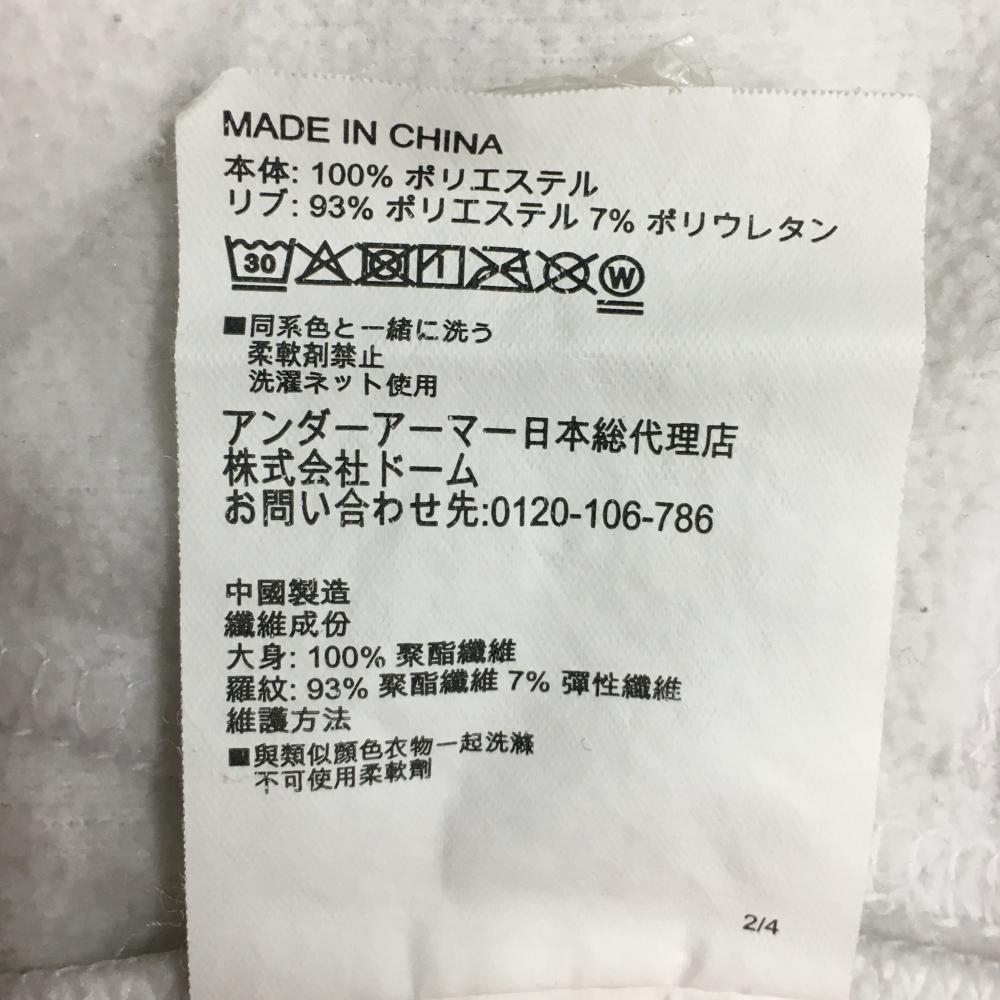 MADE IN CHINA
本体: 100% ポリエステル
リブ: 93% ポリエステル 7% ポリウレタン
30 W
■同系色と一緒に洗う
柔軟剤禁止
洗濯ネット使用
アンダーアーマー日本総代理店
株式会社ドーム
お問い合わせ先:0120-106-786
中國製造
纖維成份
大身: 100% 聚酯纖維
羅紋: 93% 聚酯纖維 7% 彈性纖維
維護方法
■與類似顏色衣物一起洗滌
不可使用柔軟劑
2/4